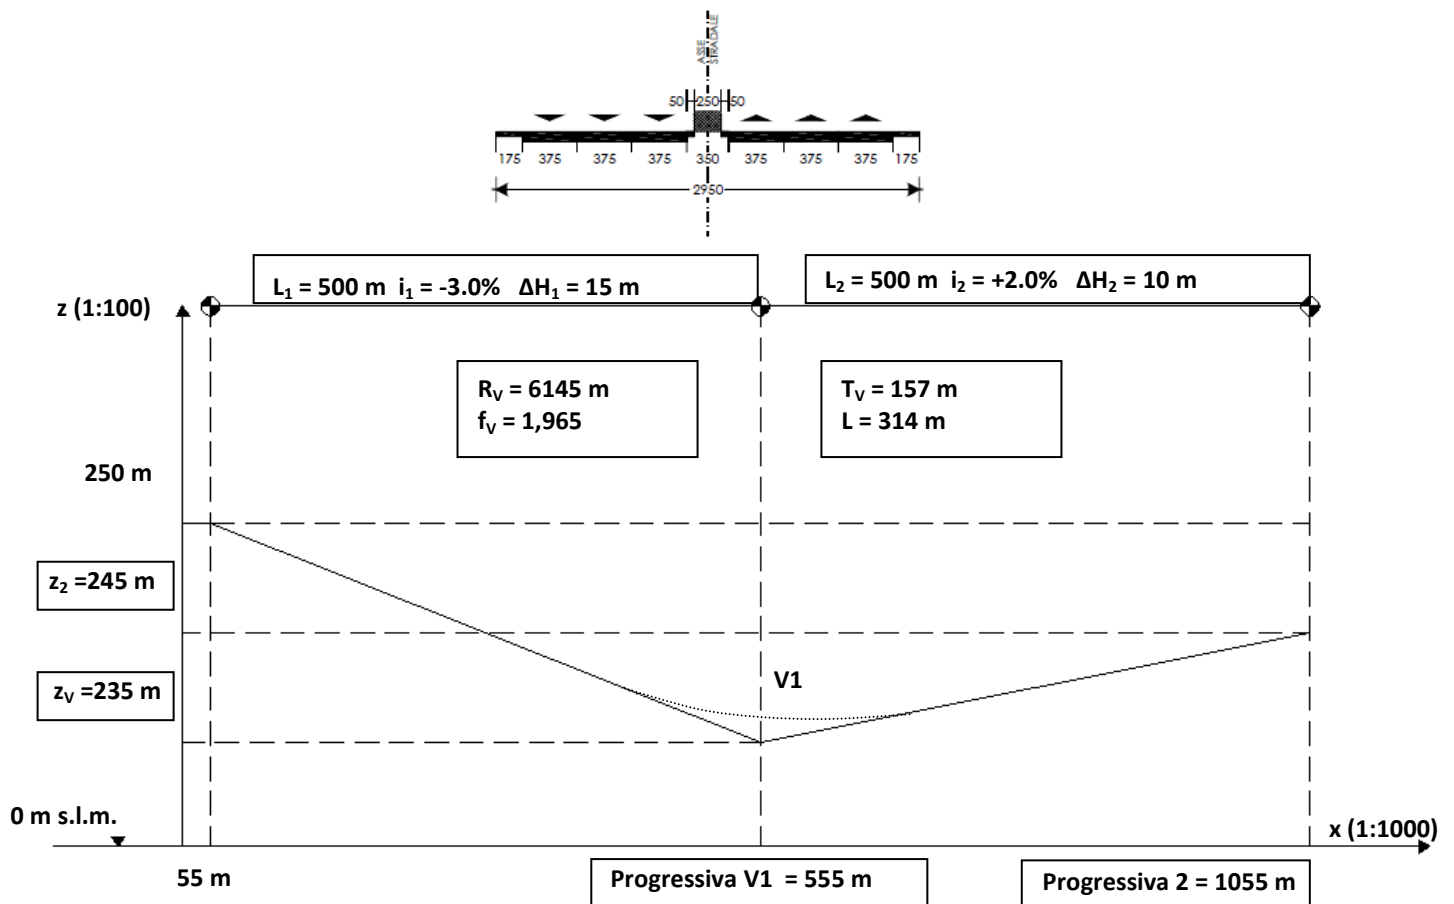 ASSE
STRADALE
50 250 50
175 375 375 375 350 375 375 375 175
2950
L₁ = 500 m i₁ = -3.0% ΔH₁ = 15 m
L₂ = 500 m i₂ = +2.0% ΔH₂ = 10 m
z (1:100)
R_V = 6145 m
f_V = 1,965
T_V = 157 m
L = 314 m
250 m
z₂ =245 m
z_V =235 m
V1
0 m s.l.m.
x (1:1000)
55 m
Progressiva V1 = 555 m
Progressiva 2 = 1055 m